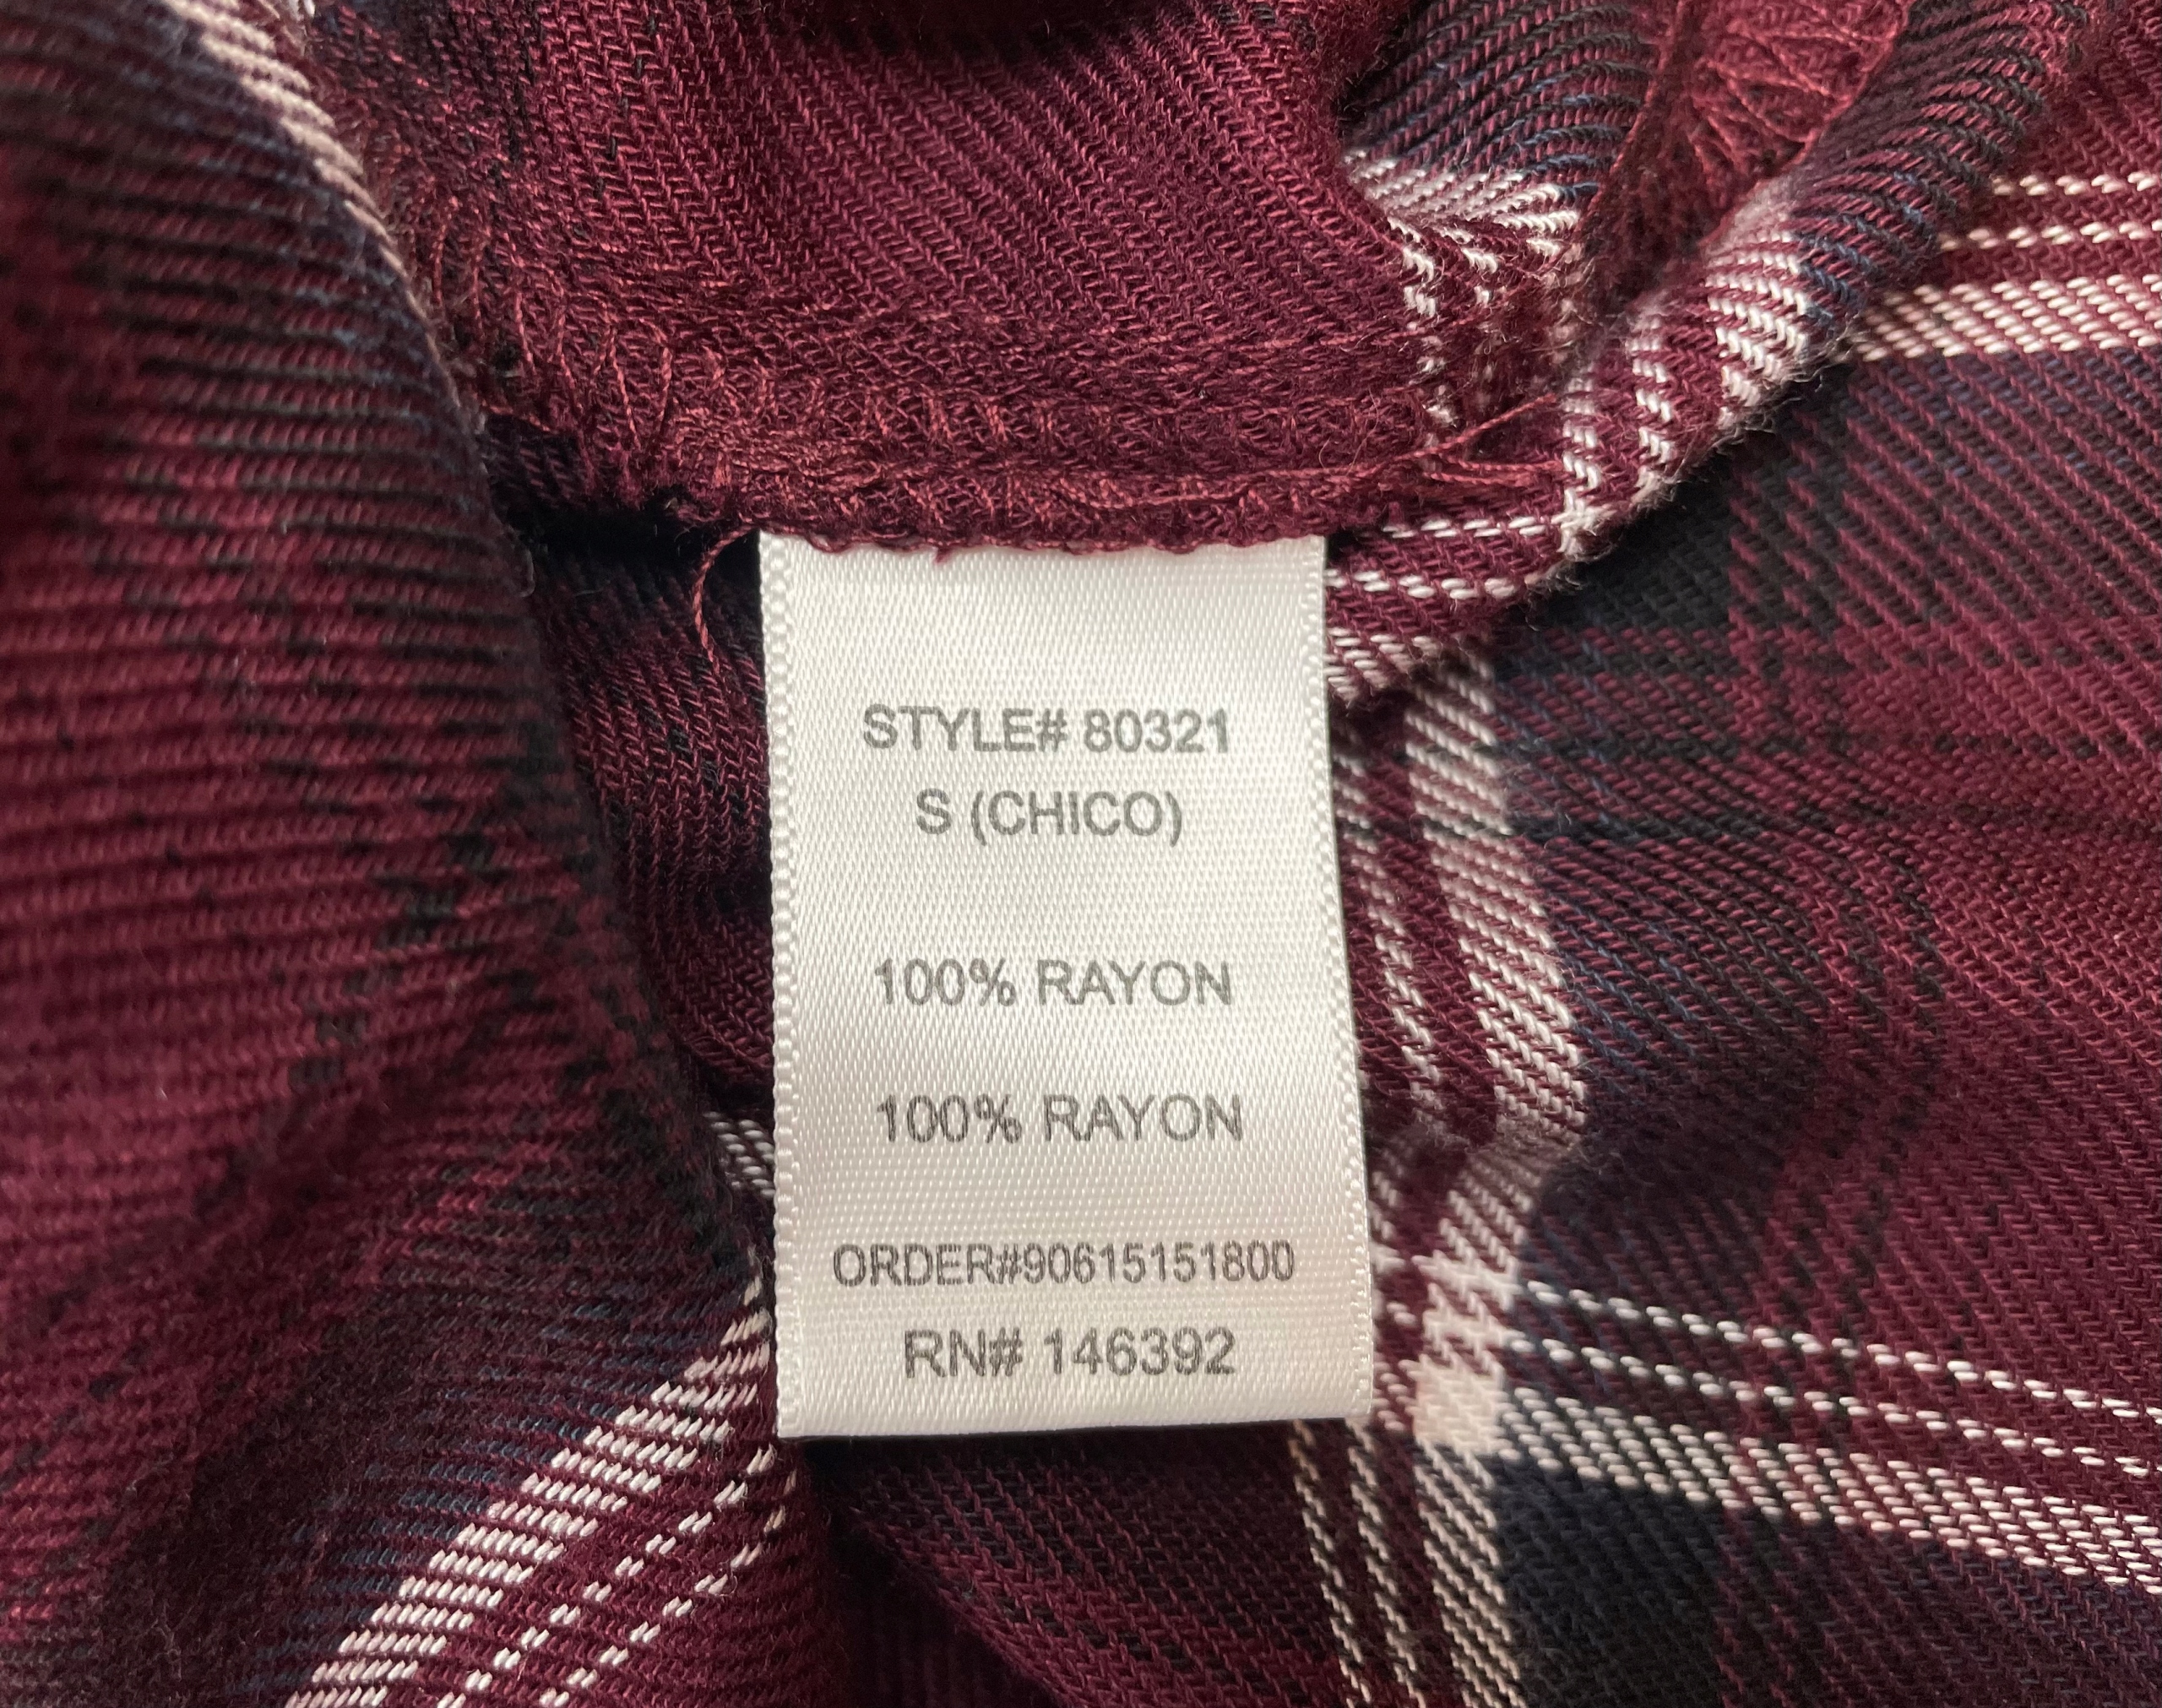 STYLE# 80321
S (CHICO)
100% RAYON
100% RAYON
ORDER#90615151800
RN# 146392